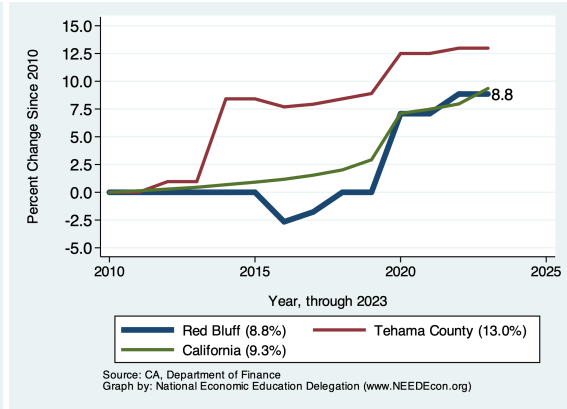 15.0
12.5
10.0
7.5
5.0
2.5
0.0
-2.5
-5.0
Percent Change Since 2010
8.8
2010 2015 2020 2025
Year, through 2023
Red Bluff (8.8%) Tehama County (13.0%)
California (9.3%)
Source: CA, Department of Finance
Graph by: National Economic Education Delegation (www.NEEDEcon.org)